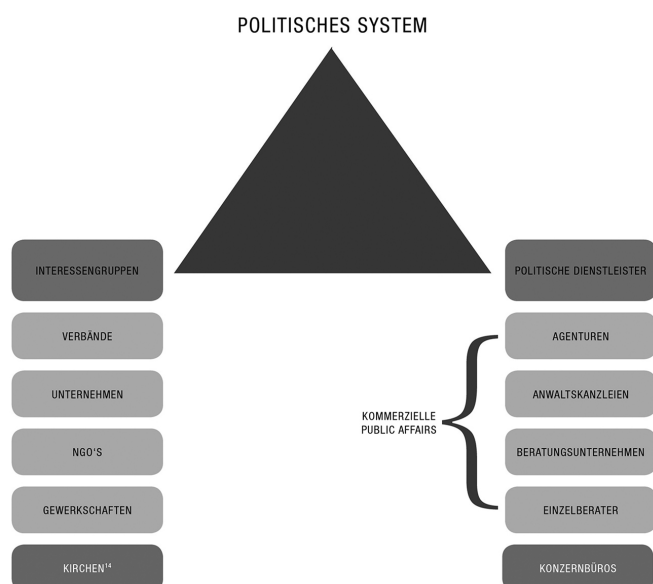 POLITISCHES SYSTEM
INTERESSENGRUPPEN
VERBÄNDE
UNTERNEHMEN
NGO'S
GEWERKSCHAFTEN
KIRCHEN¹⁴
KOMMERZIELLE
PUBLIC AFFAIRS
POLITISCHE DIENSTLEISTER
AGENTUREN
ANWALTSKANZLEIEN
BERATUNGSUNTERNEHMEN
EINZELBERATER
KONZERNBÜROS